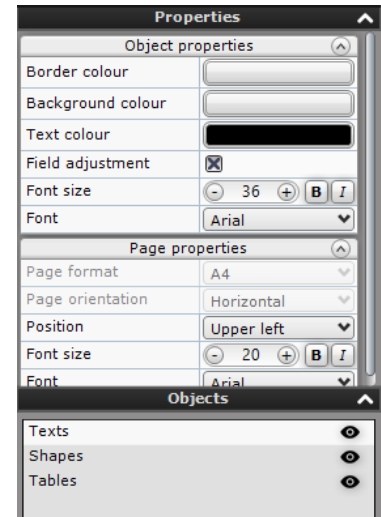 Properties
Object properties
Border colour
Background colour
Text colour
Field adjustment
Font size - 36 + B I
Font Arial
Page properties
Page format A4
Page orientation Horizontal
Position Upper left
Font size - 20 + B I
Font Arial
Objects
Texts
Shapes
Tables